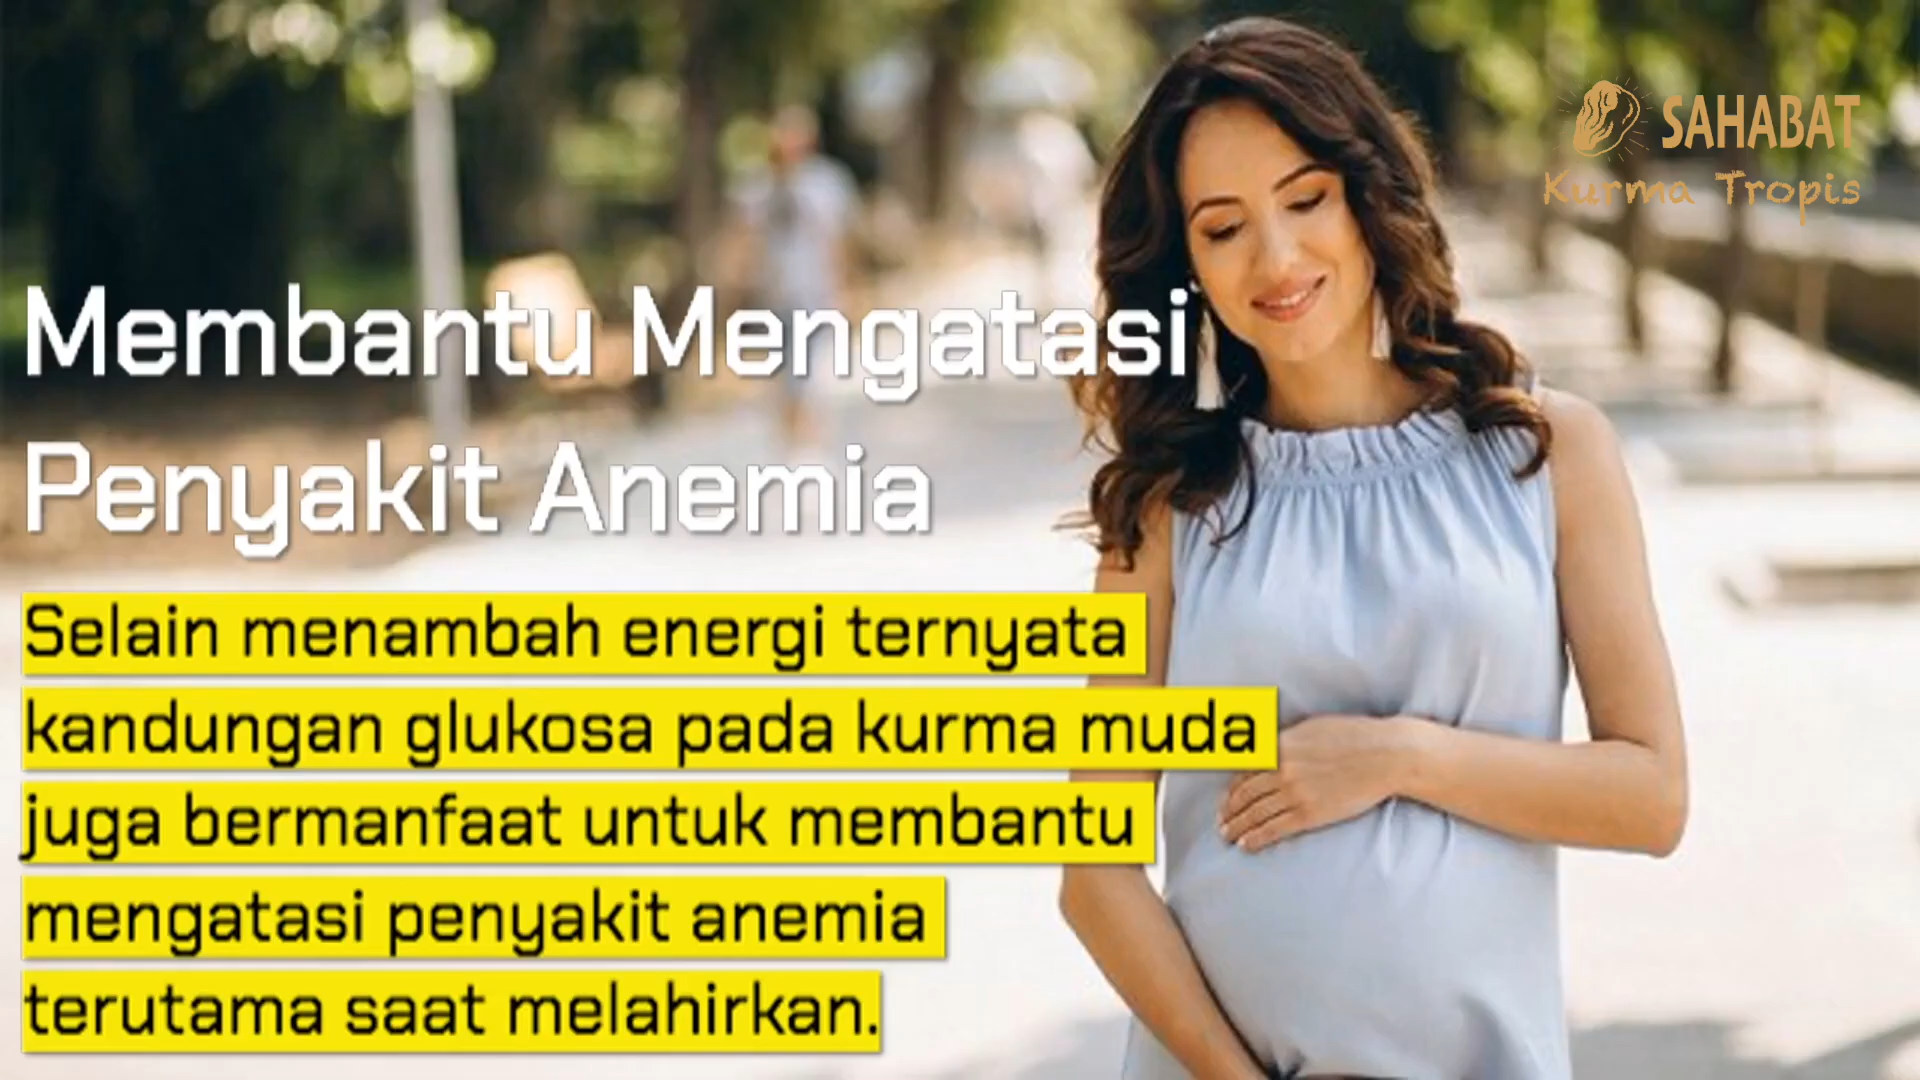 SAHABAT
Kurma Tropis
Membantu Mengatasi
Penyakit Anemia
Selain menambah energi ternyata
kandungan glukosa pada kurma muda
juga bermanfaat untuk membantu
mengatasi penyakit anemia
terutama saat melahirkan.